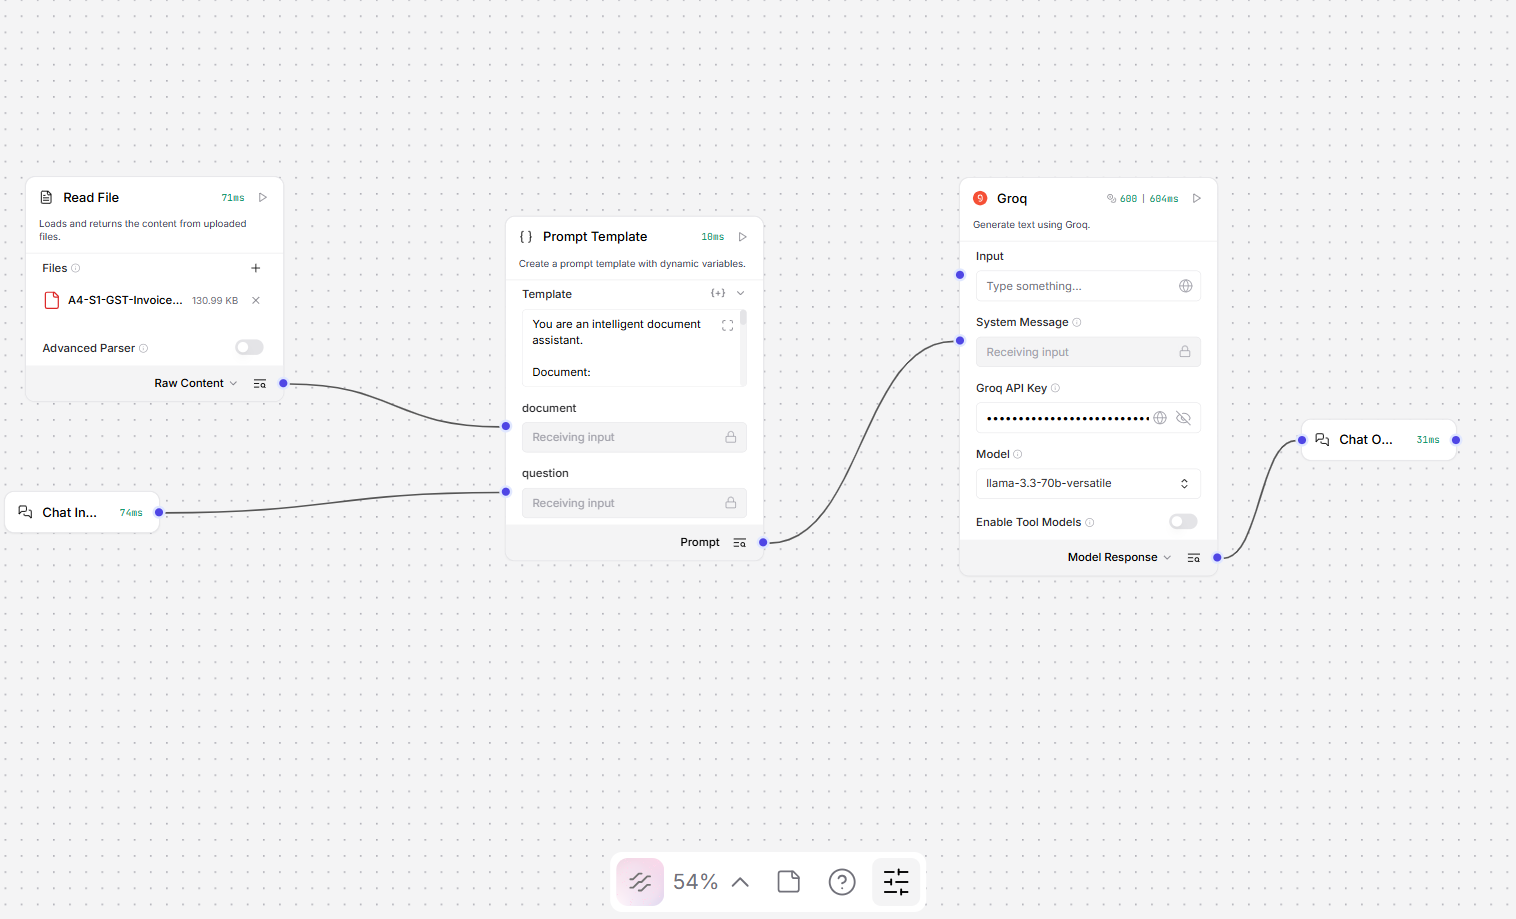 Read File
71ms
Loads and returns the content from uploaded
files.
Files
A4-S1-GST-Invoice...
130.99 KB
Advanced Parser
Raw Content
Chat In...
74ms
Prompt Template
10ms
Create a prompt template with dynamic variables.
Template
You are an intelligent document
assistant.
Document:
document
Receiving input
question
Receiving input
Prompt
Groq
600 | 604ms
Generate text using Groq.
Input
Type something...
System Message
Receiving input
Groq API Key
••••••••••••••••••••••••••
Model
llama-3.3-70b-versatile
Enable Tool Models
Model Response
Chat O...
31ms
54%